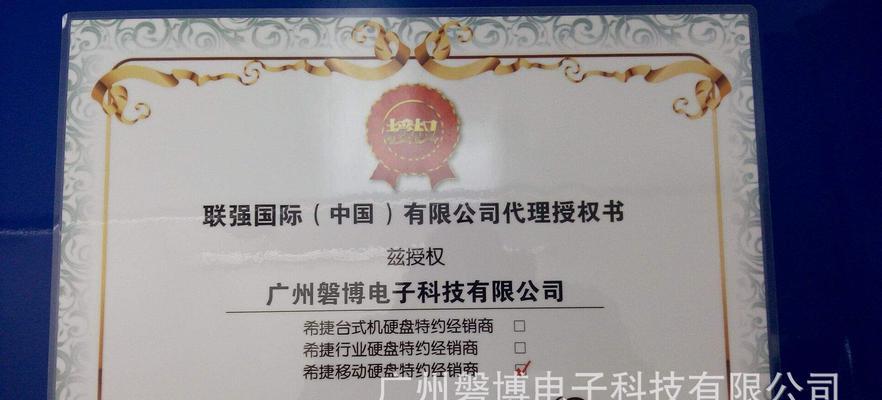 联强国际（中国）有限公司代理授权书
兹授权
广州磐博电子科技有限公司
希捷台式机硬盘特约经销商 □
希捷行业硬盘特约经销商 □
希捷移动硬盘特约经销商 ☑
广州磐博电子科技有限公司